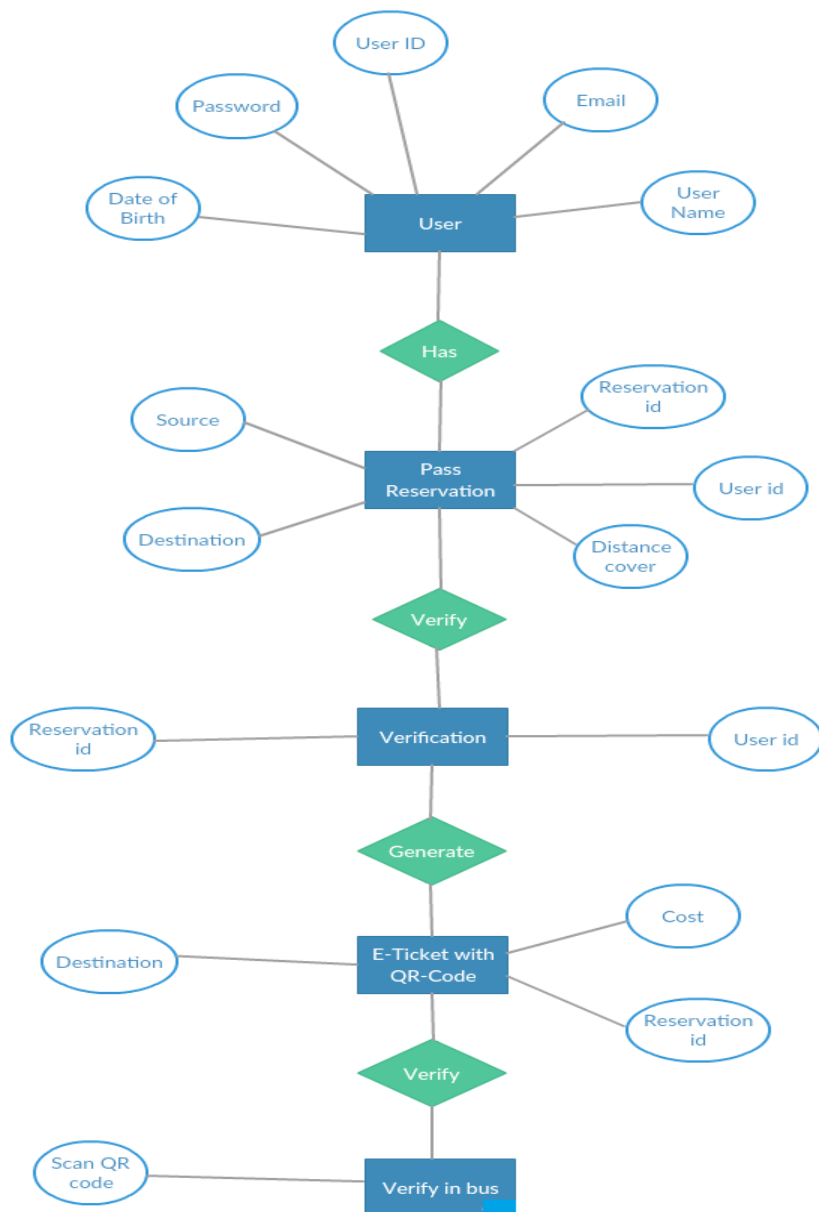 User ID
Password
Email
Date of
Birth
User
Name
User
Has
Reservation
id
Source
Pass
Reservation
User id
Destination
Distance
cover
Verify
Reservation
id
Verification
User id
Generate
Cost
Destination
E-Ticket with
QR-Code
Reservation
id
Verify
Scan QR
code
Verify in bus